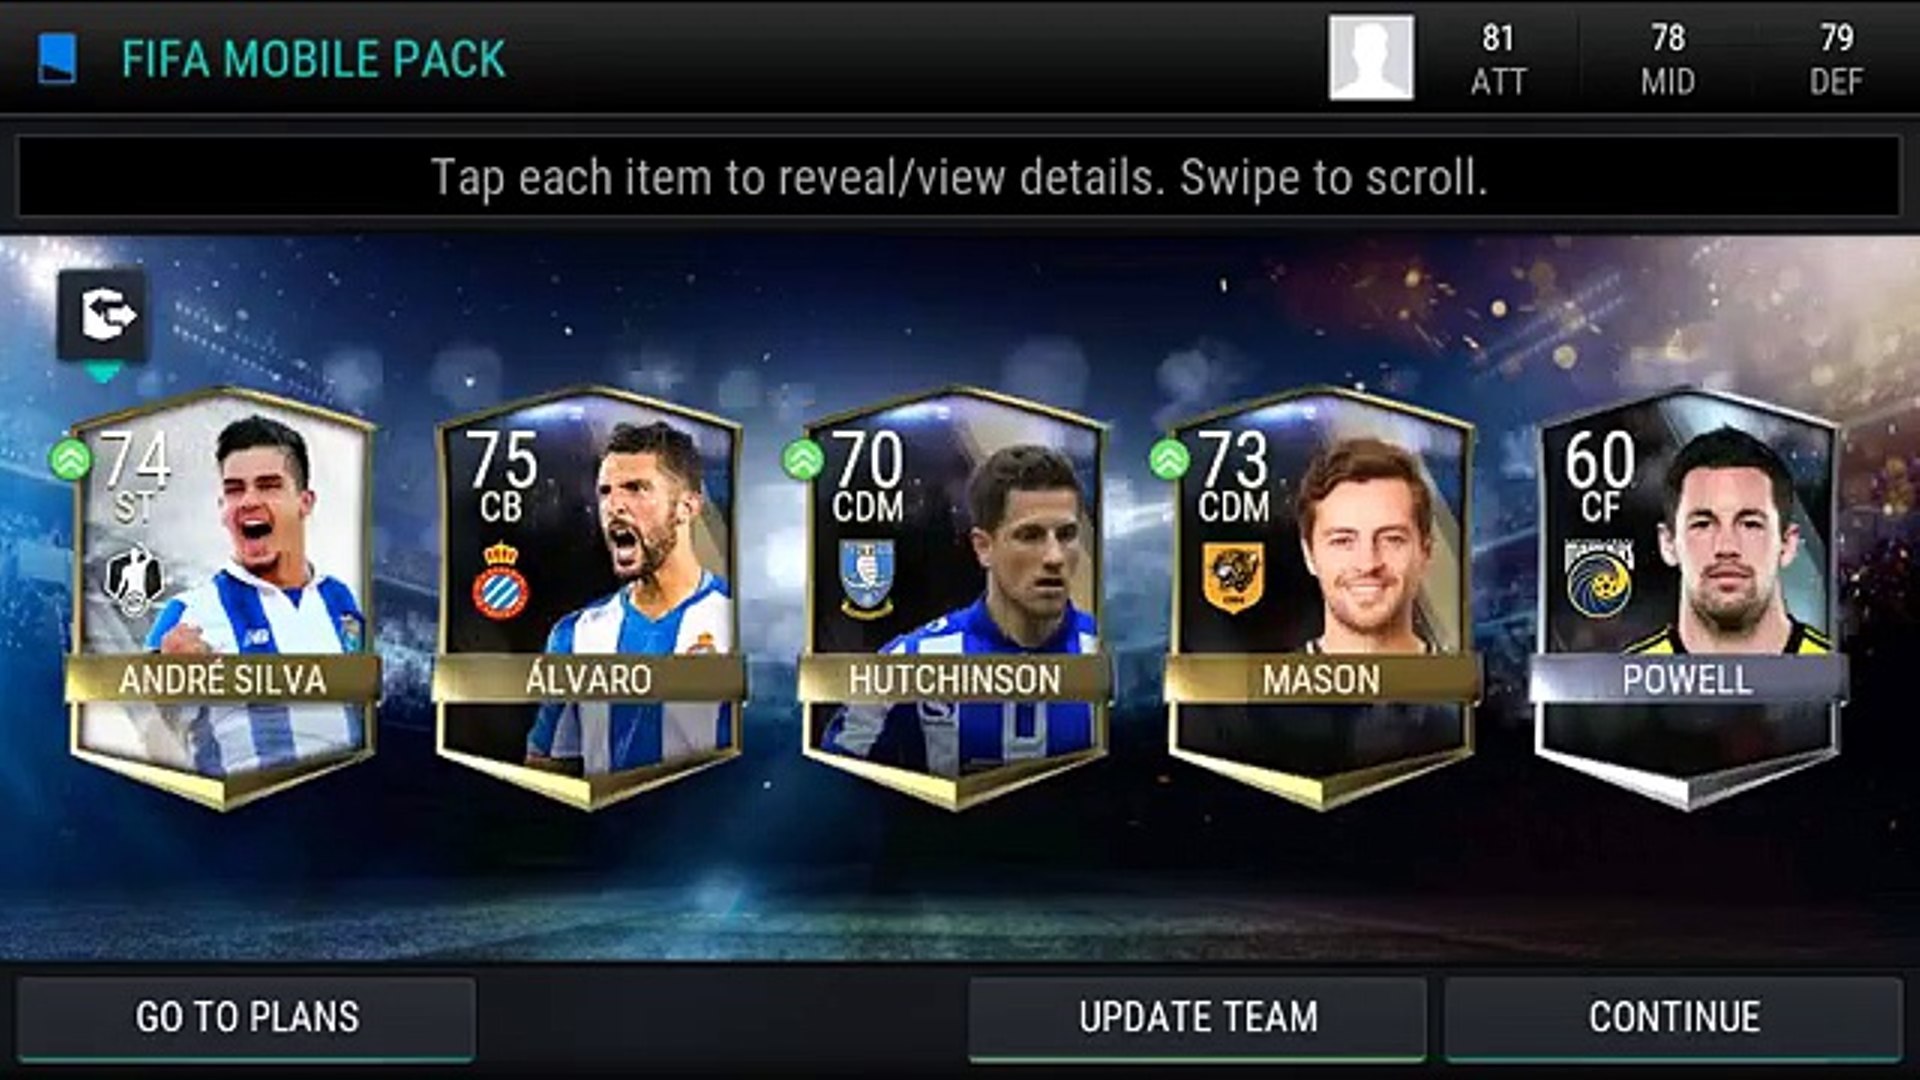 FIFA MOBILE PACK
81
ATT
78
MID
79
DEF
Tap each item to reveal/view details. Swipe to scroll.
74
ST
ANDRÉ SILVA
75
CB
ÁLVARO
70
CDM
HUTCHINSON
73
CDM
MASON
60
CF
POWELL
GO TO PLANS
UPDATE TEAM
CONTINUE